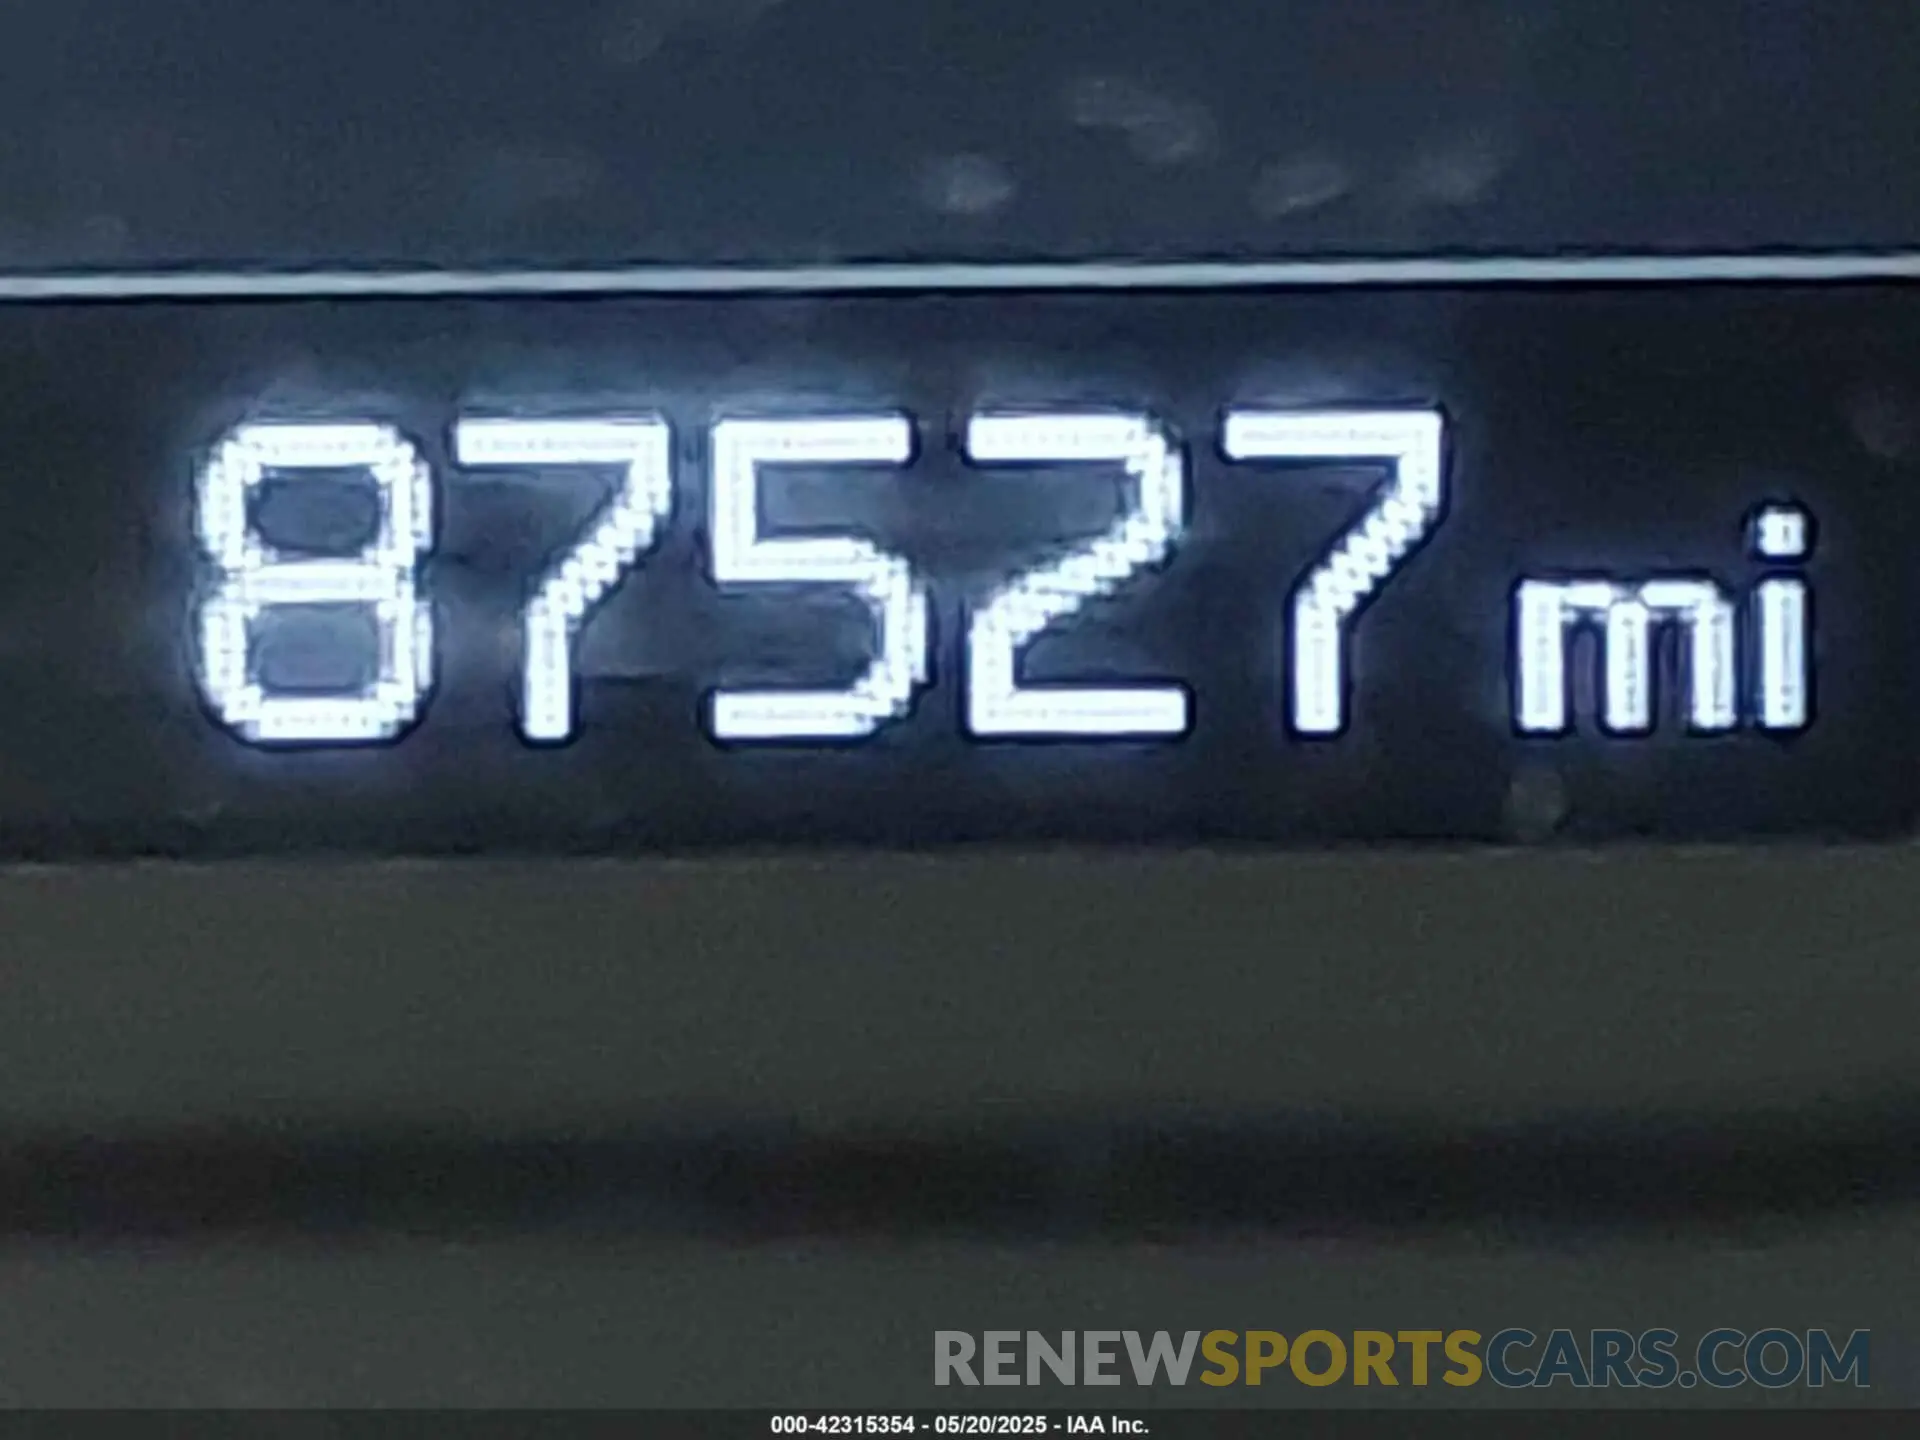 87527 mi
RENEWSPORTSCARS.COM
000-42315354 - 05/20/2025 - IAA Inc.